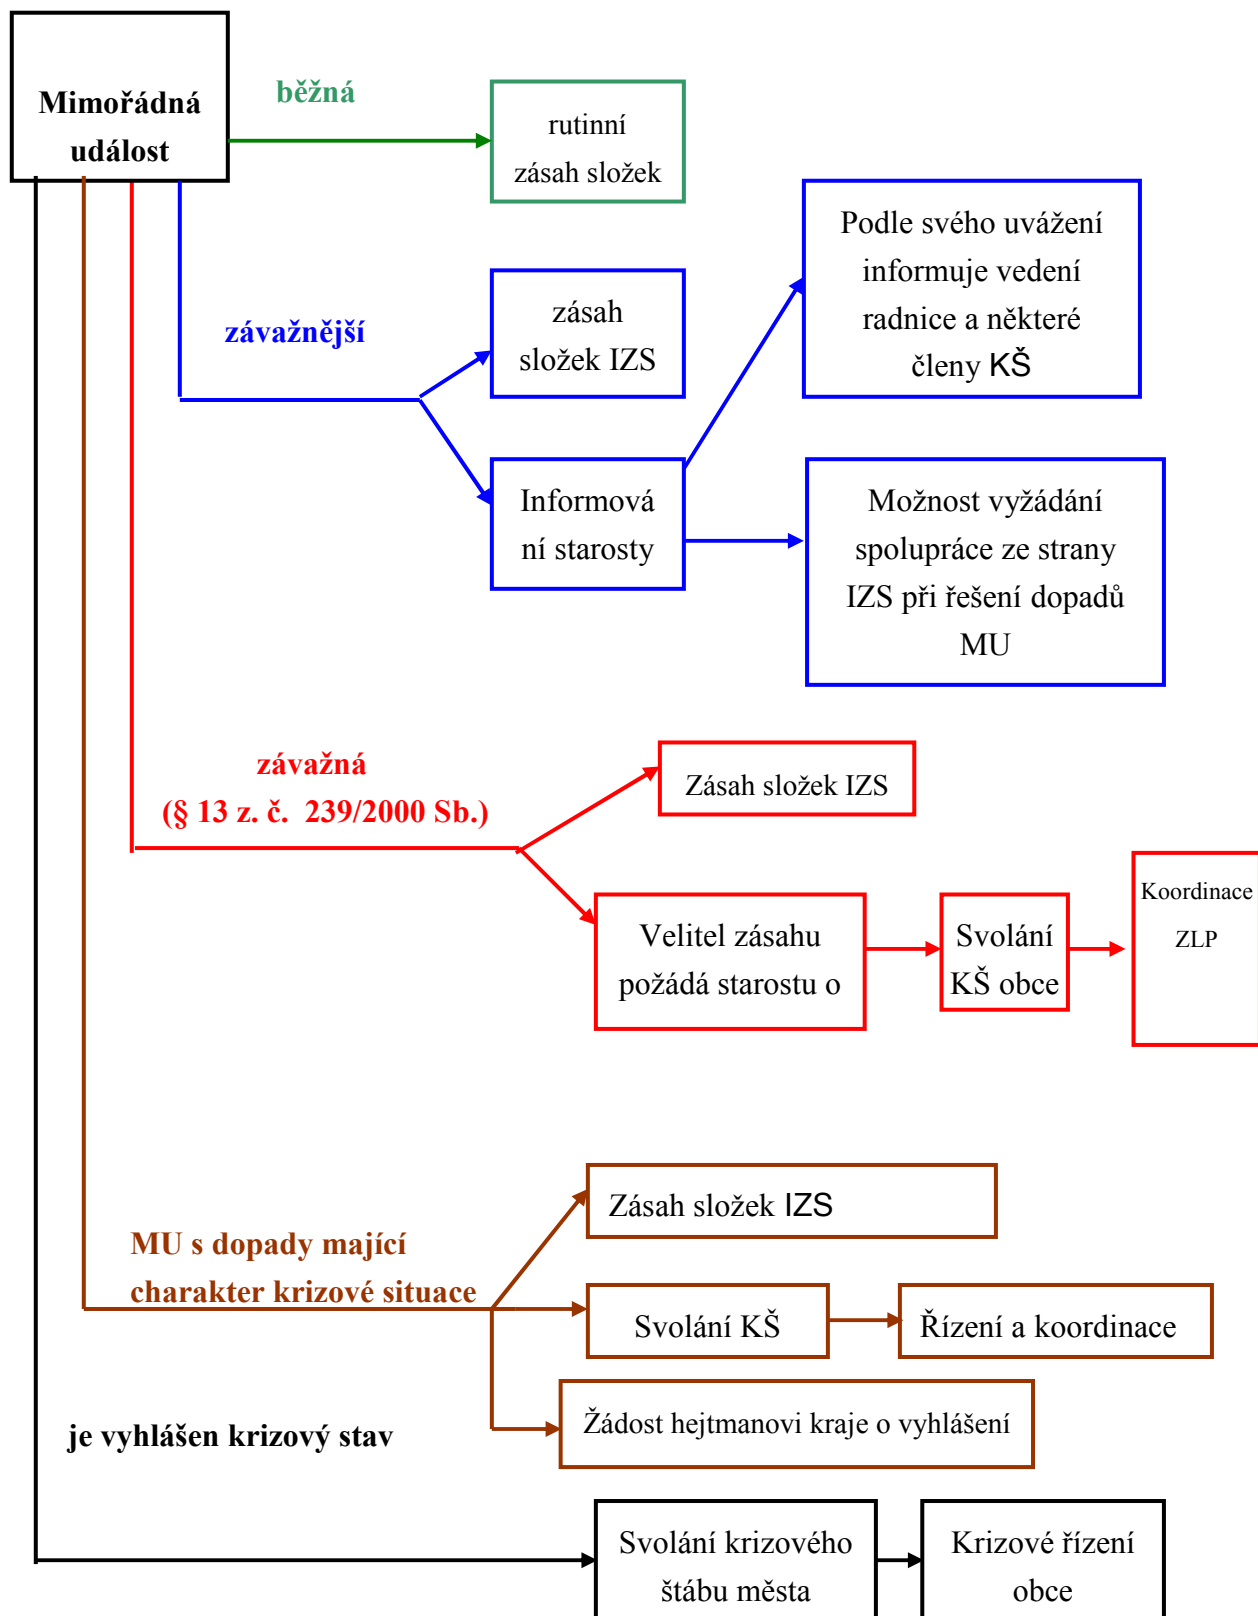 Mimořádná
událost
běžná
rutinní
zásah složek
Podle svého uvážení
informuje vedení
radnice a některé
členy KŠ
závažnější
zásah
složek IZS
Informová
ní starosty
Možnost vyžádání
spolupráce ze strany
IZS při řešení dopadů
MU
závažná
(§ 13 z. č. 239/2000 Sb.)
Zásah složek IZS
Velitel zásahu
požádá starostu o
Svolání
KŠ obce
Koordinace
ZLP
MU s dopady mající
charakter krizové situace
Zásah složek IZS
Svolání KŠ
Řízení a koordinace
Žádost hejtmanovi kraje o vyhlášení
je vyhlášen krizový stav
Svolání krizového
štábu města
Krizové řízení
obce